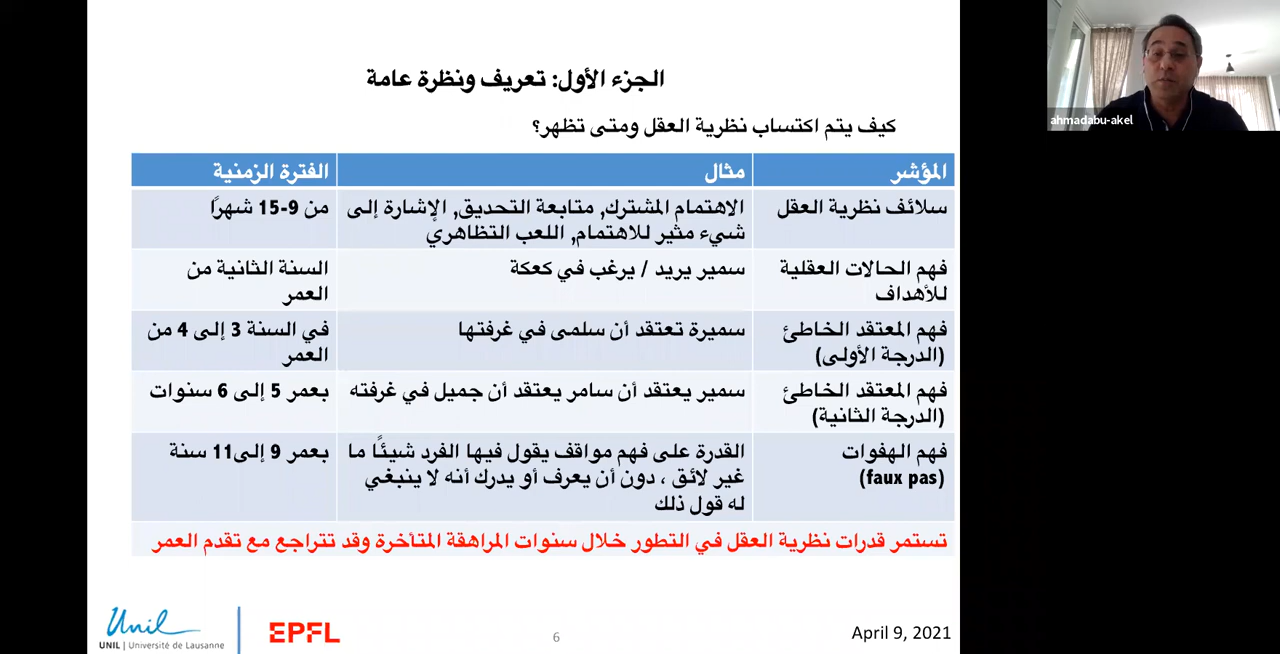 الجزء الأول: تعريف ونظرة عامة
كيف يتم اكتساب نظرية العقل ومتى تظهر؟
المؤشر
مثال
الفترة الزمنية
سلائف نظرية العقل
الاهتمام المشترك, متابعة التحديق, الإشارة إلى
شيء مثير للاهتمام, اللعب التظاهري
من 9-15 شهرًا
فهم الحالات العقلية
للأهداف
سمير يريد / يرغب في كعكة
السنة الثانية من
العمر
فهم المعتقد الخاطئ
(الدرجة الأولى)
سميرة تعتقد أن سلمى في غرفتها
في السنة 3 إلى 4 من
العمر
فهم المعتقد الخاطئ
(الدرجة الثانية)
سمير يعتقد أن سامر يعتقد أن جميل في غرفته
بعمر 5 إلى 6 سنوات
فهم الهفوات
(faux pas)
القدرة على فهم مواقف يقول فيها الفرد شيئًا ما
غير لائق ، دون أن يعرف أو يدرك أنه لا ينبغي
له قول ذلك
بعمر 9 إلى11 سنة
تستمر قدرات نظرية العقل في التطور خلال سنوات المراهقة المتأخرة وقد تتراجع مع تقدم العمر
Unil
UNIL | Université de Lausanne
EPFL
6
April 9, 2021
ahmadabu-akel